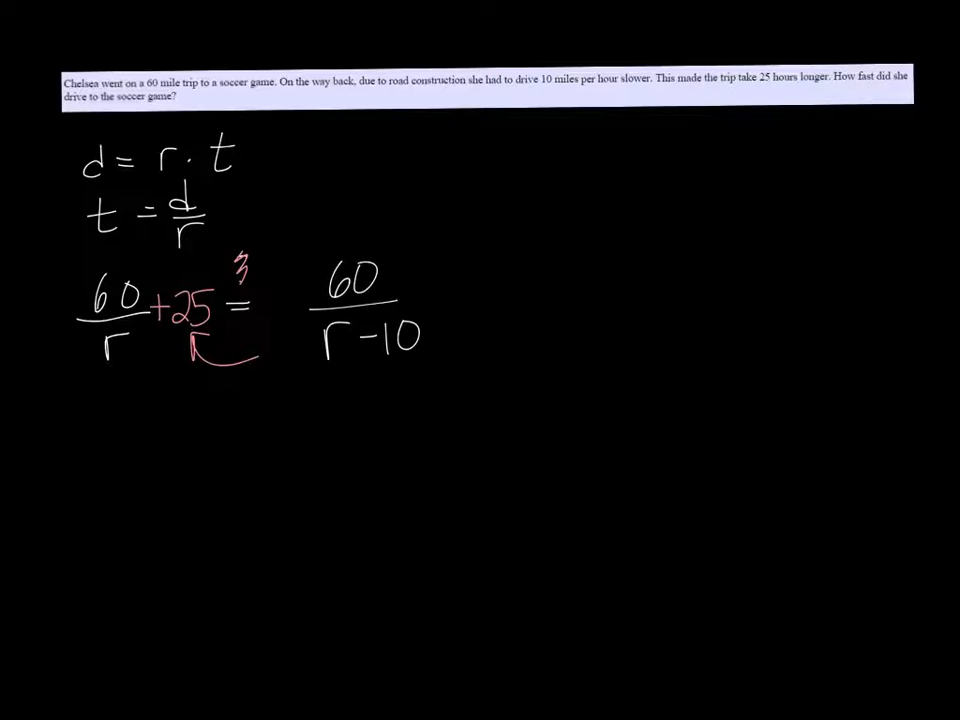 Chelsea went on a 60 mile trip to a soccer game. On the way back, due to road construction she had to drive 10 miles per hour slower. This made the trip take 25 hours longer. How fast did she
drive to the soccer game?
d = r · t
t = d/r
60/r +25 = 60/(r-10)